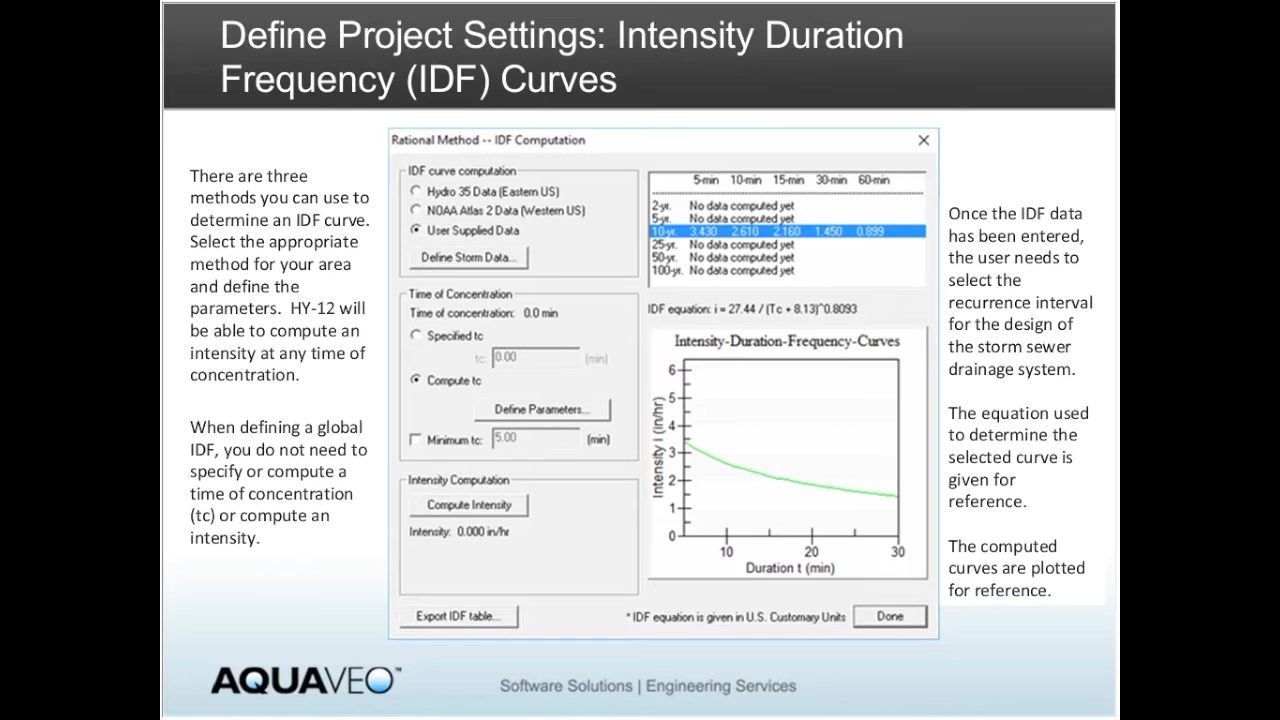 Define Project Settings: Intensity Duration
Frequency (IDF) Curves
There are three
methods you can use to
determine an IDF curve.
Select the appropriate
method for your area
and define the
parameters.  HY-12 will
be able to compute an
intensity at any time of
concentration.
When defining a global
IDF, you do not need to
specify or compute a
time of concentration
(tc) or compute an
intensity.
Rational Method -- IDF Computation
IDF curve computation
Hydro 35 Data (Eastern US)
NOAA Atlas 2 Data (Western US)
User Supplied Data
Define Storm Data...
Time of Concentration
Time of concentration: 0.0 min
Specified tc
tc: 0.00 (min)
Compute tc
Define Parameters...
Minimum tc: 5.00 (min)
Intensity Computation
Compute Intensity
Intensity: 0.000 in/hr
Export IDF table...
5-min 10-min 15-min 30-min 60-min
2-yr. No data computed yet
5-yr. No data computed yet
10-yr. 3.430 2.610 2.160 1.450 0.899
25-yr. No data computed yet
50-yr. No data computed yet
100-yr. No data computed yet
IDF equation: i = 27.44 / (Tc + 8.13)^0.8093
Intensity-Duration-Frequency-Curves
Intensity i (in/hr)
6
5
4
3
2
1
0
10 20 30
Duration t (min)
* IDF equation is given in U.S. Customary Units
Done
Once the IDF data
has been entered,
the user needs to
select the
recurrence interval
for the design of
the storm sewer
drainage system.
The equation used
to determine the
selected curve is
given for
reference.
The computed
curves are plotted
for reference.
AQUAVEO™
Software Solutions | Engineering Services